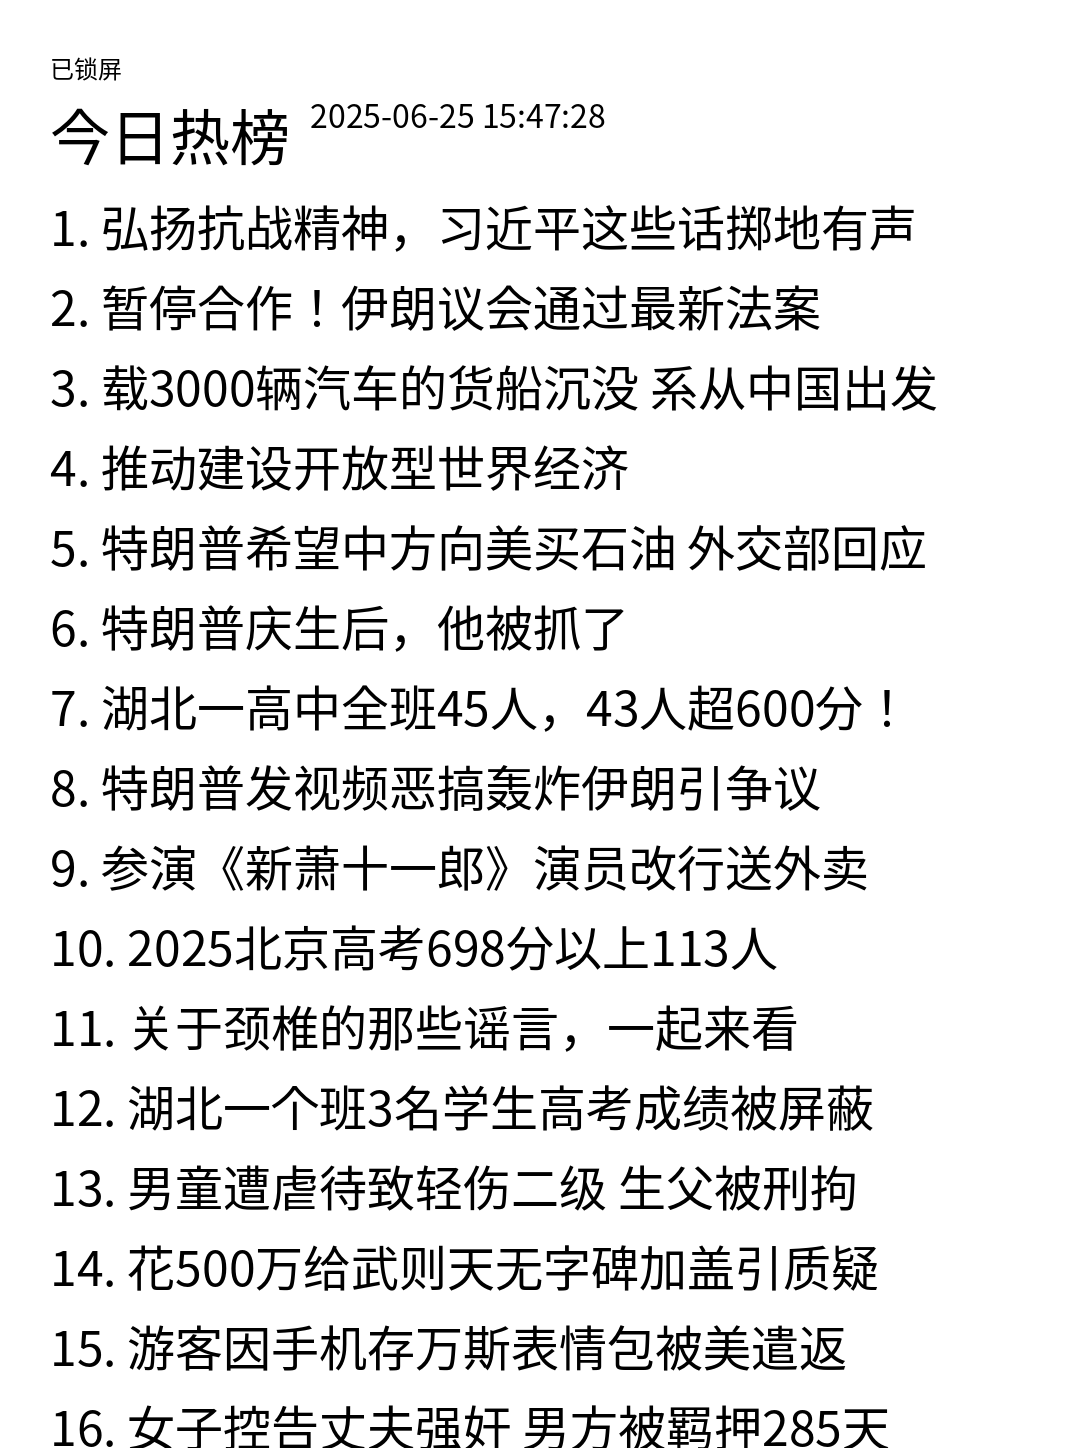 已锁屏
今日热榜 2025-06-25 15:47:28
1. 弘扬抗战精神，习近平这些话掷地有声
2. 暂停合作！伊朗议会通过最新法案
3. 载3000辆汽车的货船沉没 系从中国出发
4. 推动建设开放型世界经济
5. 特朗普希望中方向美买石油 外交部回应
6. 特朗普庆生后，他被抓了
7. 湖北一高中全班45人，43人超600分！
8. 特朗普发视频恶搞轰炸伊朗引争议
9. 参演《新萧十一郎》演员改行送外卖
10. 2025北京高考698分以上113人
11. 关于颈椎的那些谣言，一起来看
12. 湖北一个班3名学生高考成绩被屏蔽
13. 男童遭虐待致轻伤二级 生父被刑拘
14. 花500万给武则天无字碑加盖引质疑
15. 游客因手机存万斯表情包被美遣返
16. 女子控告丈夫强奸 男方被羁押285天